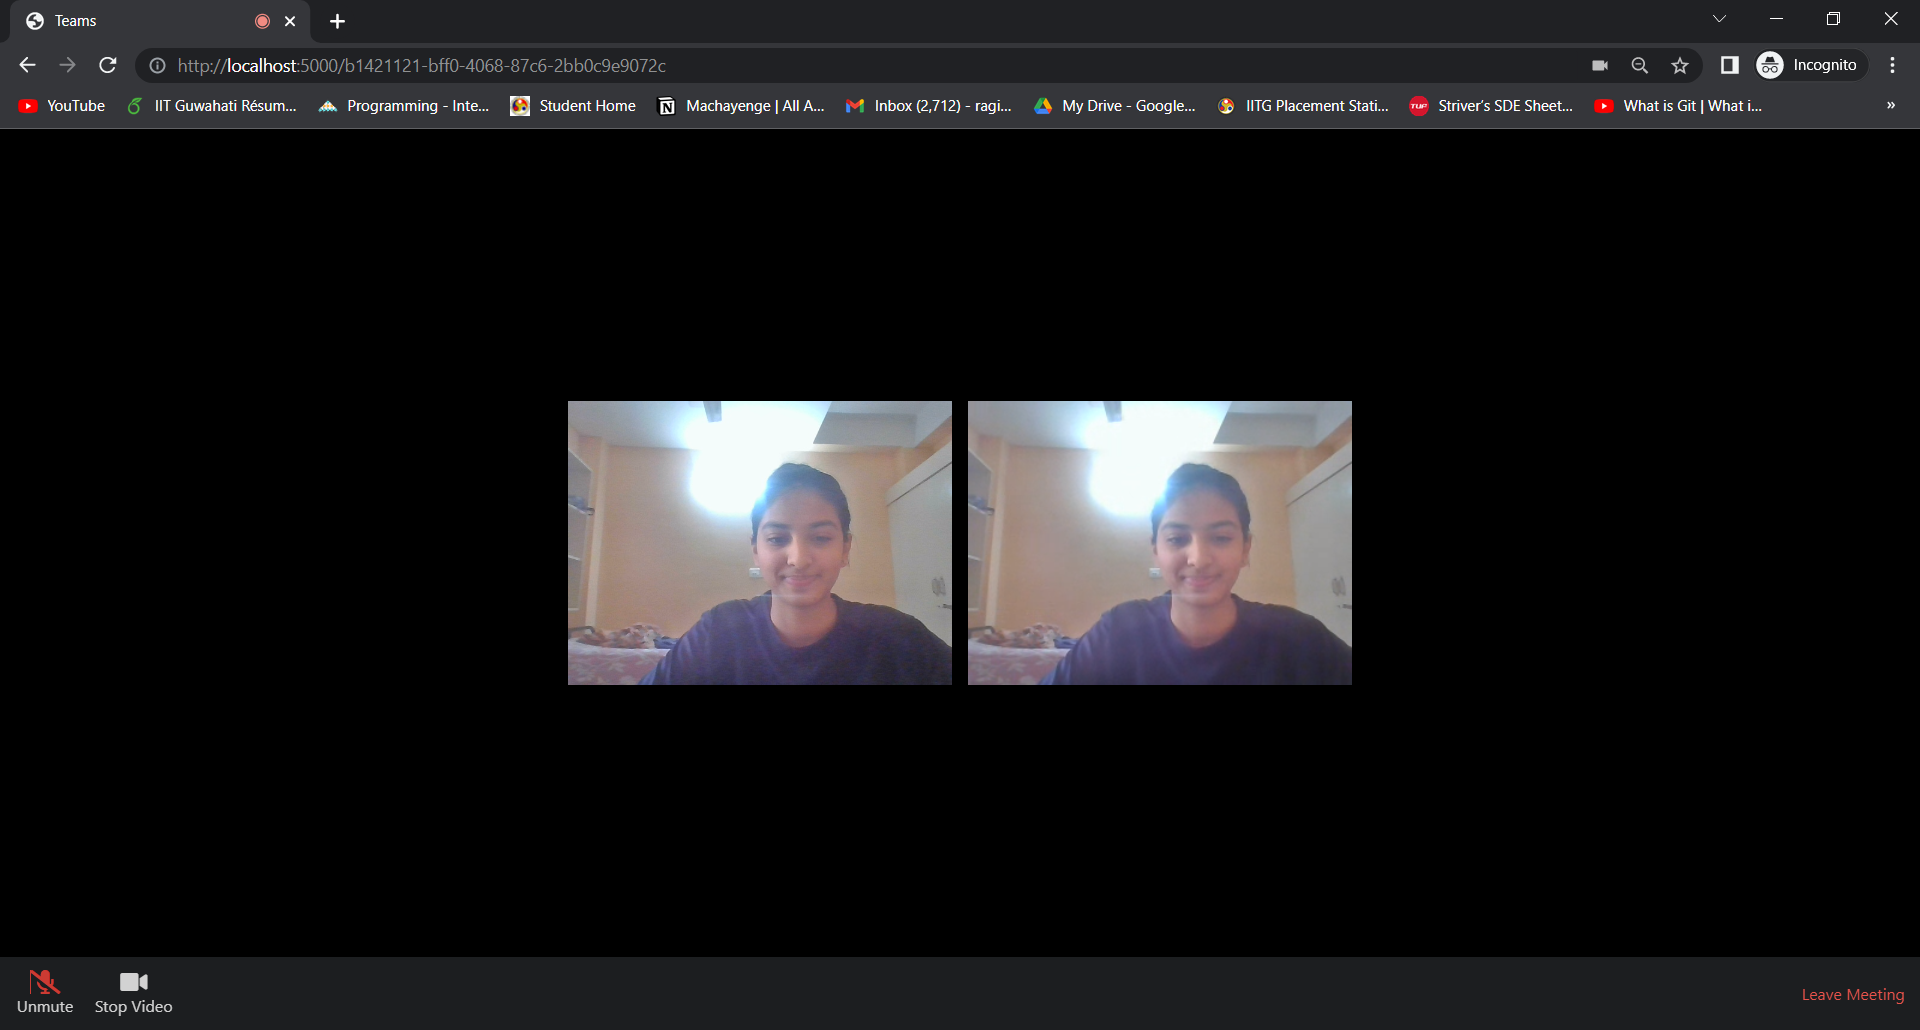 Teams
http://localhost:5000/b1421121-bff0-4068-87c6-2bb0c9e9072c
Incognito
YouTube IIT Guwahati Résum... Programming - Inte... Student Home Machayenge | All A... Inbox (2,712) - ragi... My Drive - Google... IITG Placement Stati... TUF Striver's SDE Sheet... What is Git | What i... »
Unmute Stop Video
Leave Meeting